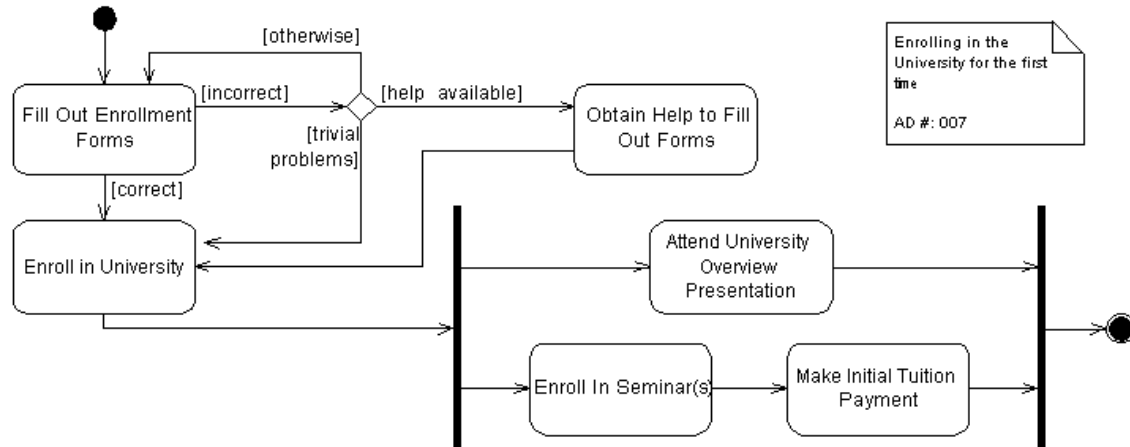 [otherwise]
Enrolling in the
University for the first
time
AD #: 007
Fill Out Enrollment
Forms
[incorrect]
[help available]
Obtain Help to Fill
Out Forms
[trivial
problems]
[correct]
Enroll in University
Attend University
Overview
Presentation
Enroll In Seminar(s)
Make Initial Tuition
Payment